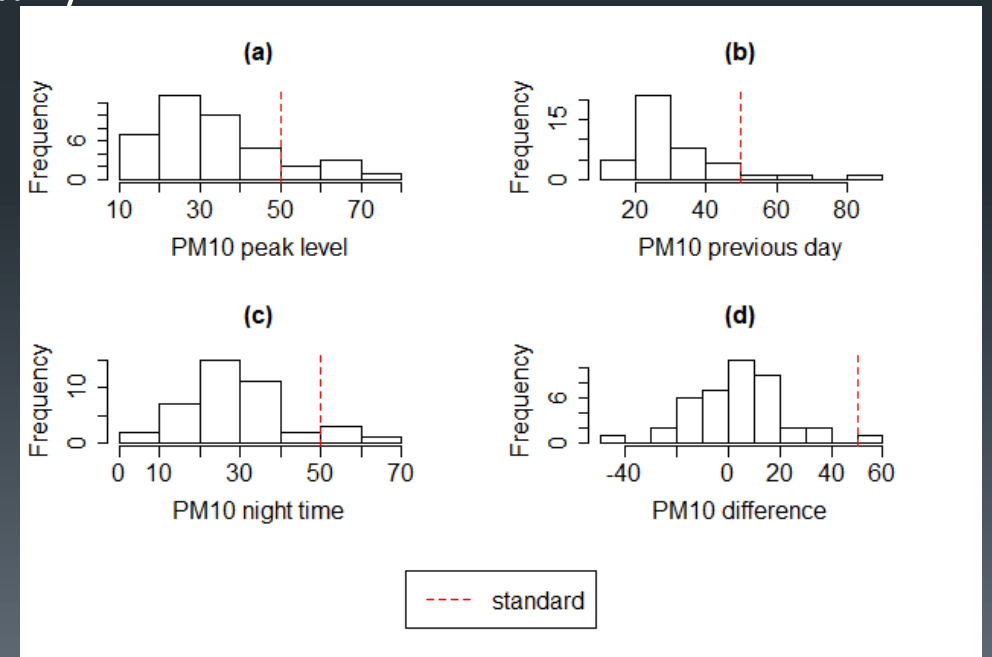 (a)
Frequency
0 6
10 30 50 70
PM10 peak level
(b)
Frequency
0 15
20 40 60 80
PM10 previous day
(c)
Frequency
0 10
0 10 30 50 70
PM10 night time
(d)
Frequency
0 6
-40 0 20 40 60
PM10 difference
standard